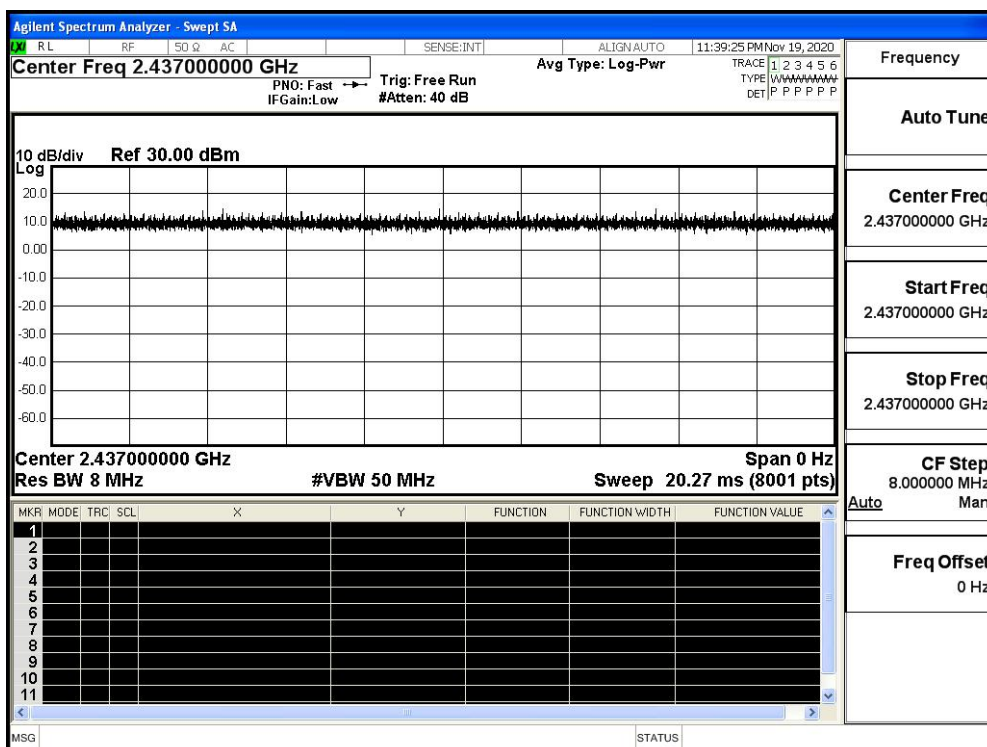 Agilent Spectrum Analyzer - Swept SA
LXI RL RF 50 Ω AC SENSE:INT ALIGNAUTO 11:39:25 PM Nov 19, 2020
Center Freq 2.437000000 GHz
PNO: Fast
IFGain:Low
Trig: Free Run
#Atten: 40 dB
Avg Type: Log-Pwr
TRACE 1 2 3 4 5 6
TYPE WWWWWW
DET P P P P P P
10 dB/div Ref 30.00 dBm
Log
20.0
10.0
0.00
-10.0
-20.0
-30.0
-40.0
-50.0
-60.0
Center 2.437000000 GHz Span 0 Hz
Res BW 8 MHz #VBW 50 MHz Sweep 20.27 ms (8001 pts)
MKR MODE TRC SCL X Y FUNCTION FUNCTION WIDTH FUNCTION VALUE
1
2
3
4
5
6
7
8
9
10
11
MSG STATUS
Frequency
Auto Tune
Center Freq
2.437000000 GHz
Start Freq
2.437000000 GHz
Stop Freq
2.437000000 GHz
CF Step
8.000000 MHz
Auto Man
Freq Offset
0 Hz